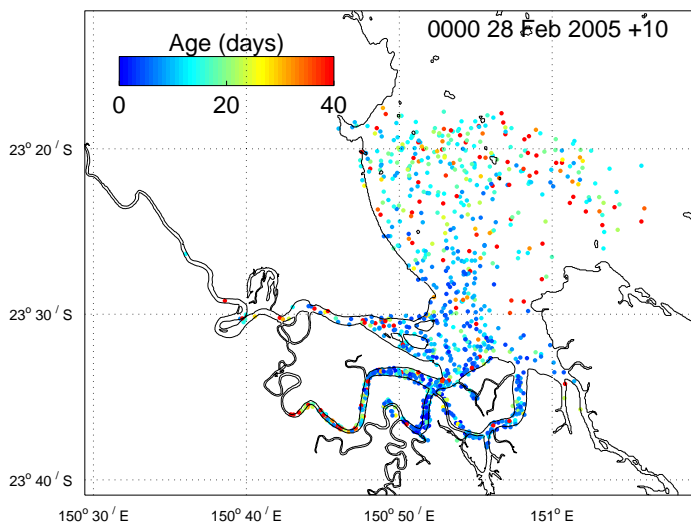 0000 28 Feb 2005 +10
Age (days)
0 20 40
23° 20′ S
23° 30′ S
23° 40′ S
150° 30′ E 150° 40′ E 150° 50′ E 151° E